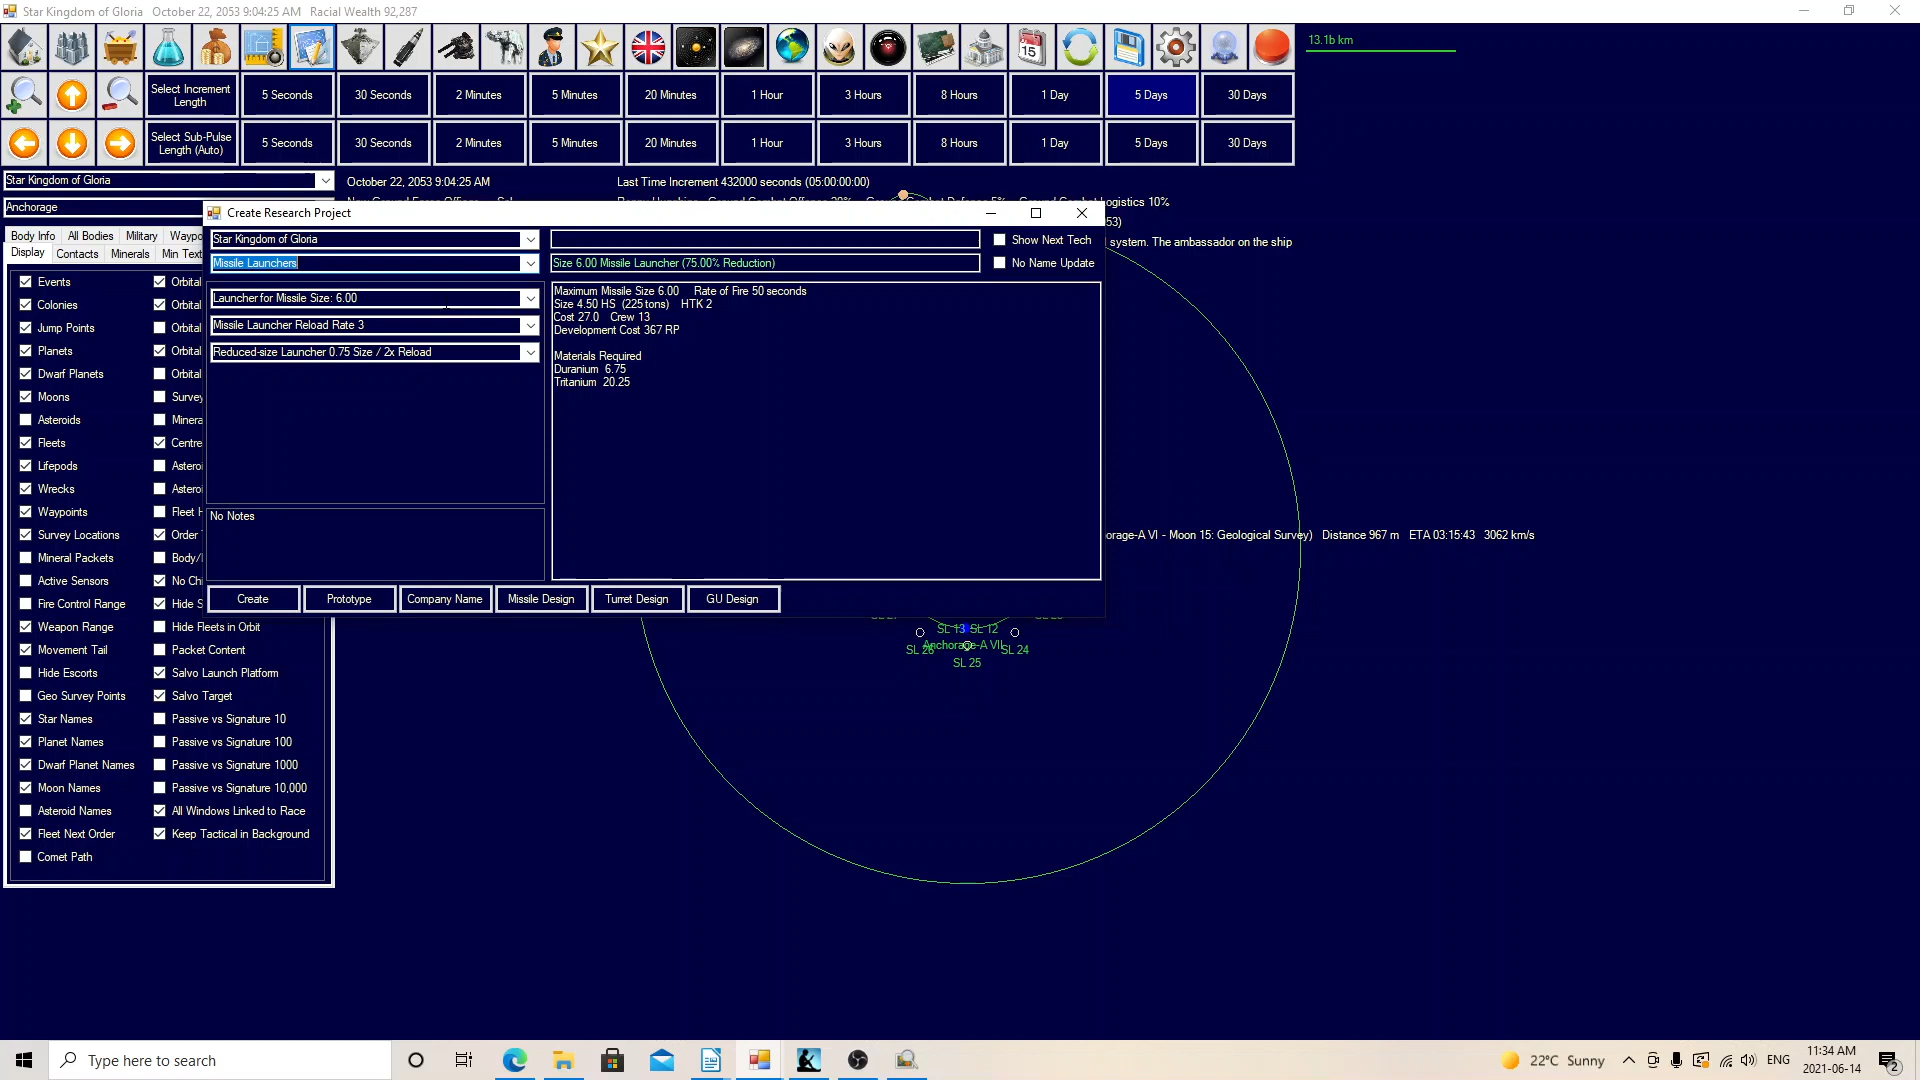 Star Kingdom of Gloria   October 22, 2053 9:04:25 AM   Racial Wealth 92,287
15
13.1b km
Select Increment Length
5 Seconds
30 Seconds
2 Minutes
5 Minutes
20 Minutes
1 Hour
3 Hours
8 Hours
1 Day
5 Days
30 Days
Select Sub-Pulse Length (Auto)
5 Seconds
30 Seconds
2 Minutes
5 Minutes
20 Minutes
1 Hour
3 Hours
8 Hours
1 Day
5 Days
30 Days
Star Kingdom of Gloria
October 22, 2053 9:04:25 AM
Last Time Increment 432000 seconds (05:00:00:00)
Logistics 10%
Anchorage
053)
system. The ambassador on the ship
Body Info
All Bodies
Military
Display
Contacts
Minerals
Min Text
Events
Colonies
Jump Points
Planets
Dwarf Planets
Moons
Asteroids
Fleets
Lifepods
Wrecks
Waypoints
Survey Locations
Mineral Packets
Active Sensors
Fire Control Range
Weapon Range
Movement Tail
Hide Escorts
Geo Survey Points
Star Names
Planet Names
Dwarf Planet Names
Moon Names
Asteroid Names
Fleet Next Order
Comet Path
Hide Fleets in Orbit
Packet Content
Salvo Launch Platform
Salvo Target
Passive vs Signature 10
Passive vs Signature 100
Passive vs Signature 1000
Passive vs Signature 10,000
All Windows Linked to Race
Keep Tactical in Background
Create Research Project
Star Kingdom of Gloria
Show Next Tech
Missile Launchers
Size 6.00 Missile Launcher (75.00% Reduction)
No Name Update
Launcher for Missile Size: 6.00
Missile Launcher Reload Rate 3
Reduced-size Launcher 0.75 Size / 2x Reload
Maximum Missile Size 6.00     Rate of Fire 50 seconds
Size 4.50 HS  (225 tons)    HTK 2
Cost 27.0    Crew 13
Development Cost 367 RP
Materials Required
Duranium  6.75
Tritanium  20.25
No Notes
Create
Prototype
Company Name
Missile Design
Turret Design
GU Design
orage-A VI - Moon 15: Geological Survey)   Distance 967 m   ETA 03:15:43   3062 km/s
SL 13
SL 12
Anchorage-A VII
SL 26
SL 24
SL 25
Type here to search
22°C  Sunny
ENG
11:34 AM
2021-06-14
2